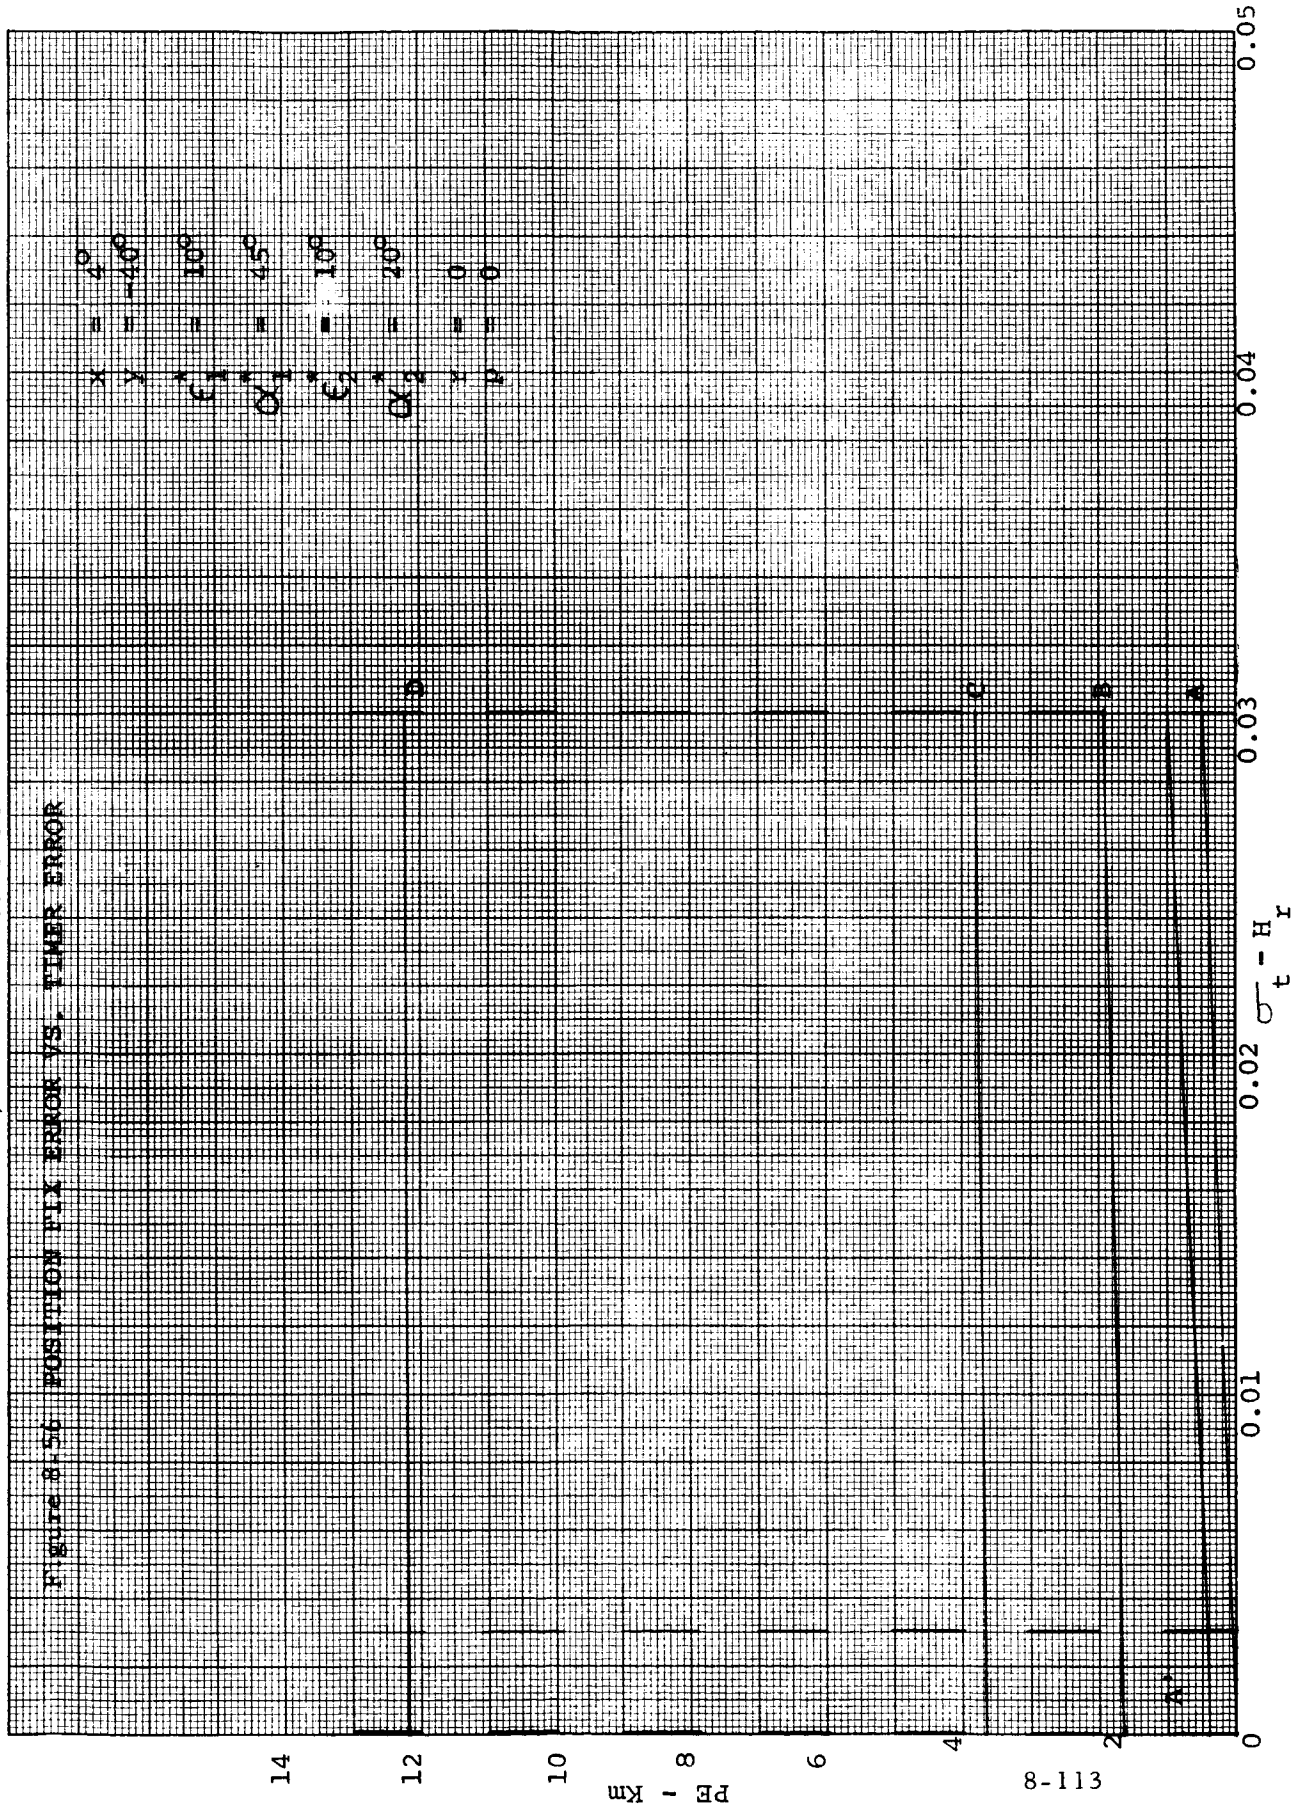 Figure 8-56 POSITION FIX ERROR VS. TIMER ERROR
x = 4°
y = -40°
ϵ₁* = 10°
α₁* = 45°
ϵ₂* = 10°
α₂* = 20°
r = 0
p = 0
PE - Km
14
12
10
8
6
4
2
0
D
C
B
A
A'
0.01
0.02
0.03
0.04
0.05
σt - Hr
8-113